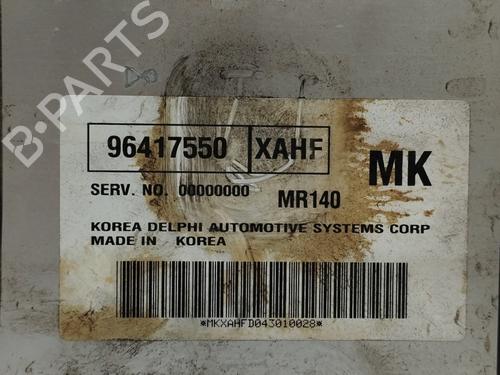 B-PARTS
96417550 XAHF MK
SERV. NO. 00000000 MR140
KOREA DELPHI AUTOMOTIVE SYSTEMS CORP
MADE IN KOREA
*MKXAHFD043010028*